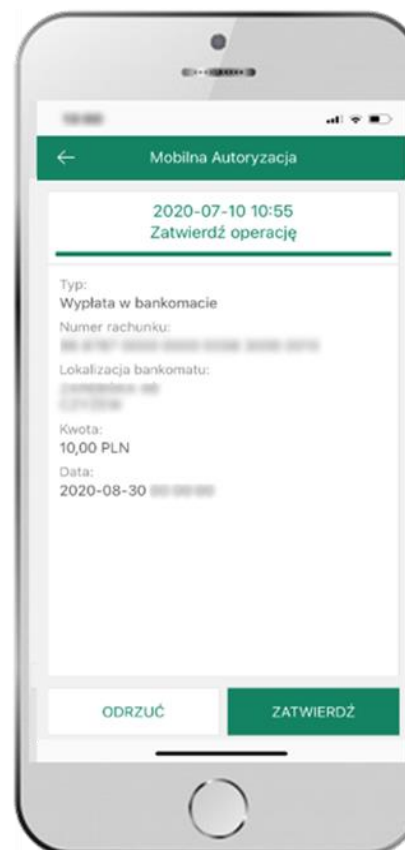 Mobilna Autoryzacja
2020-07-10 10:55
Zatwierdź operację
Typ:
Wypłata w bankomacie
Numer rachunku:
Lokalizacja bankomatu:
Kwota:
10,00 PLN
Data:
2020-08-30
ODRZUĆ
ZATWIERDŹ